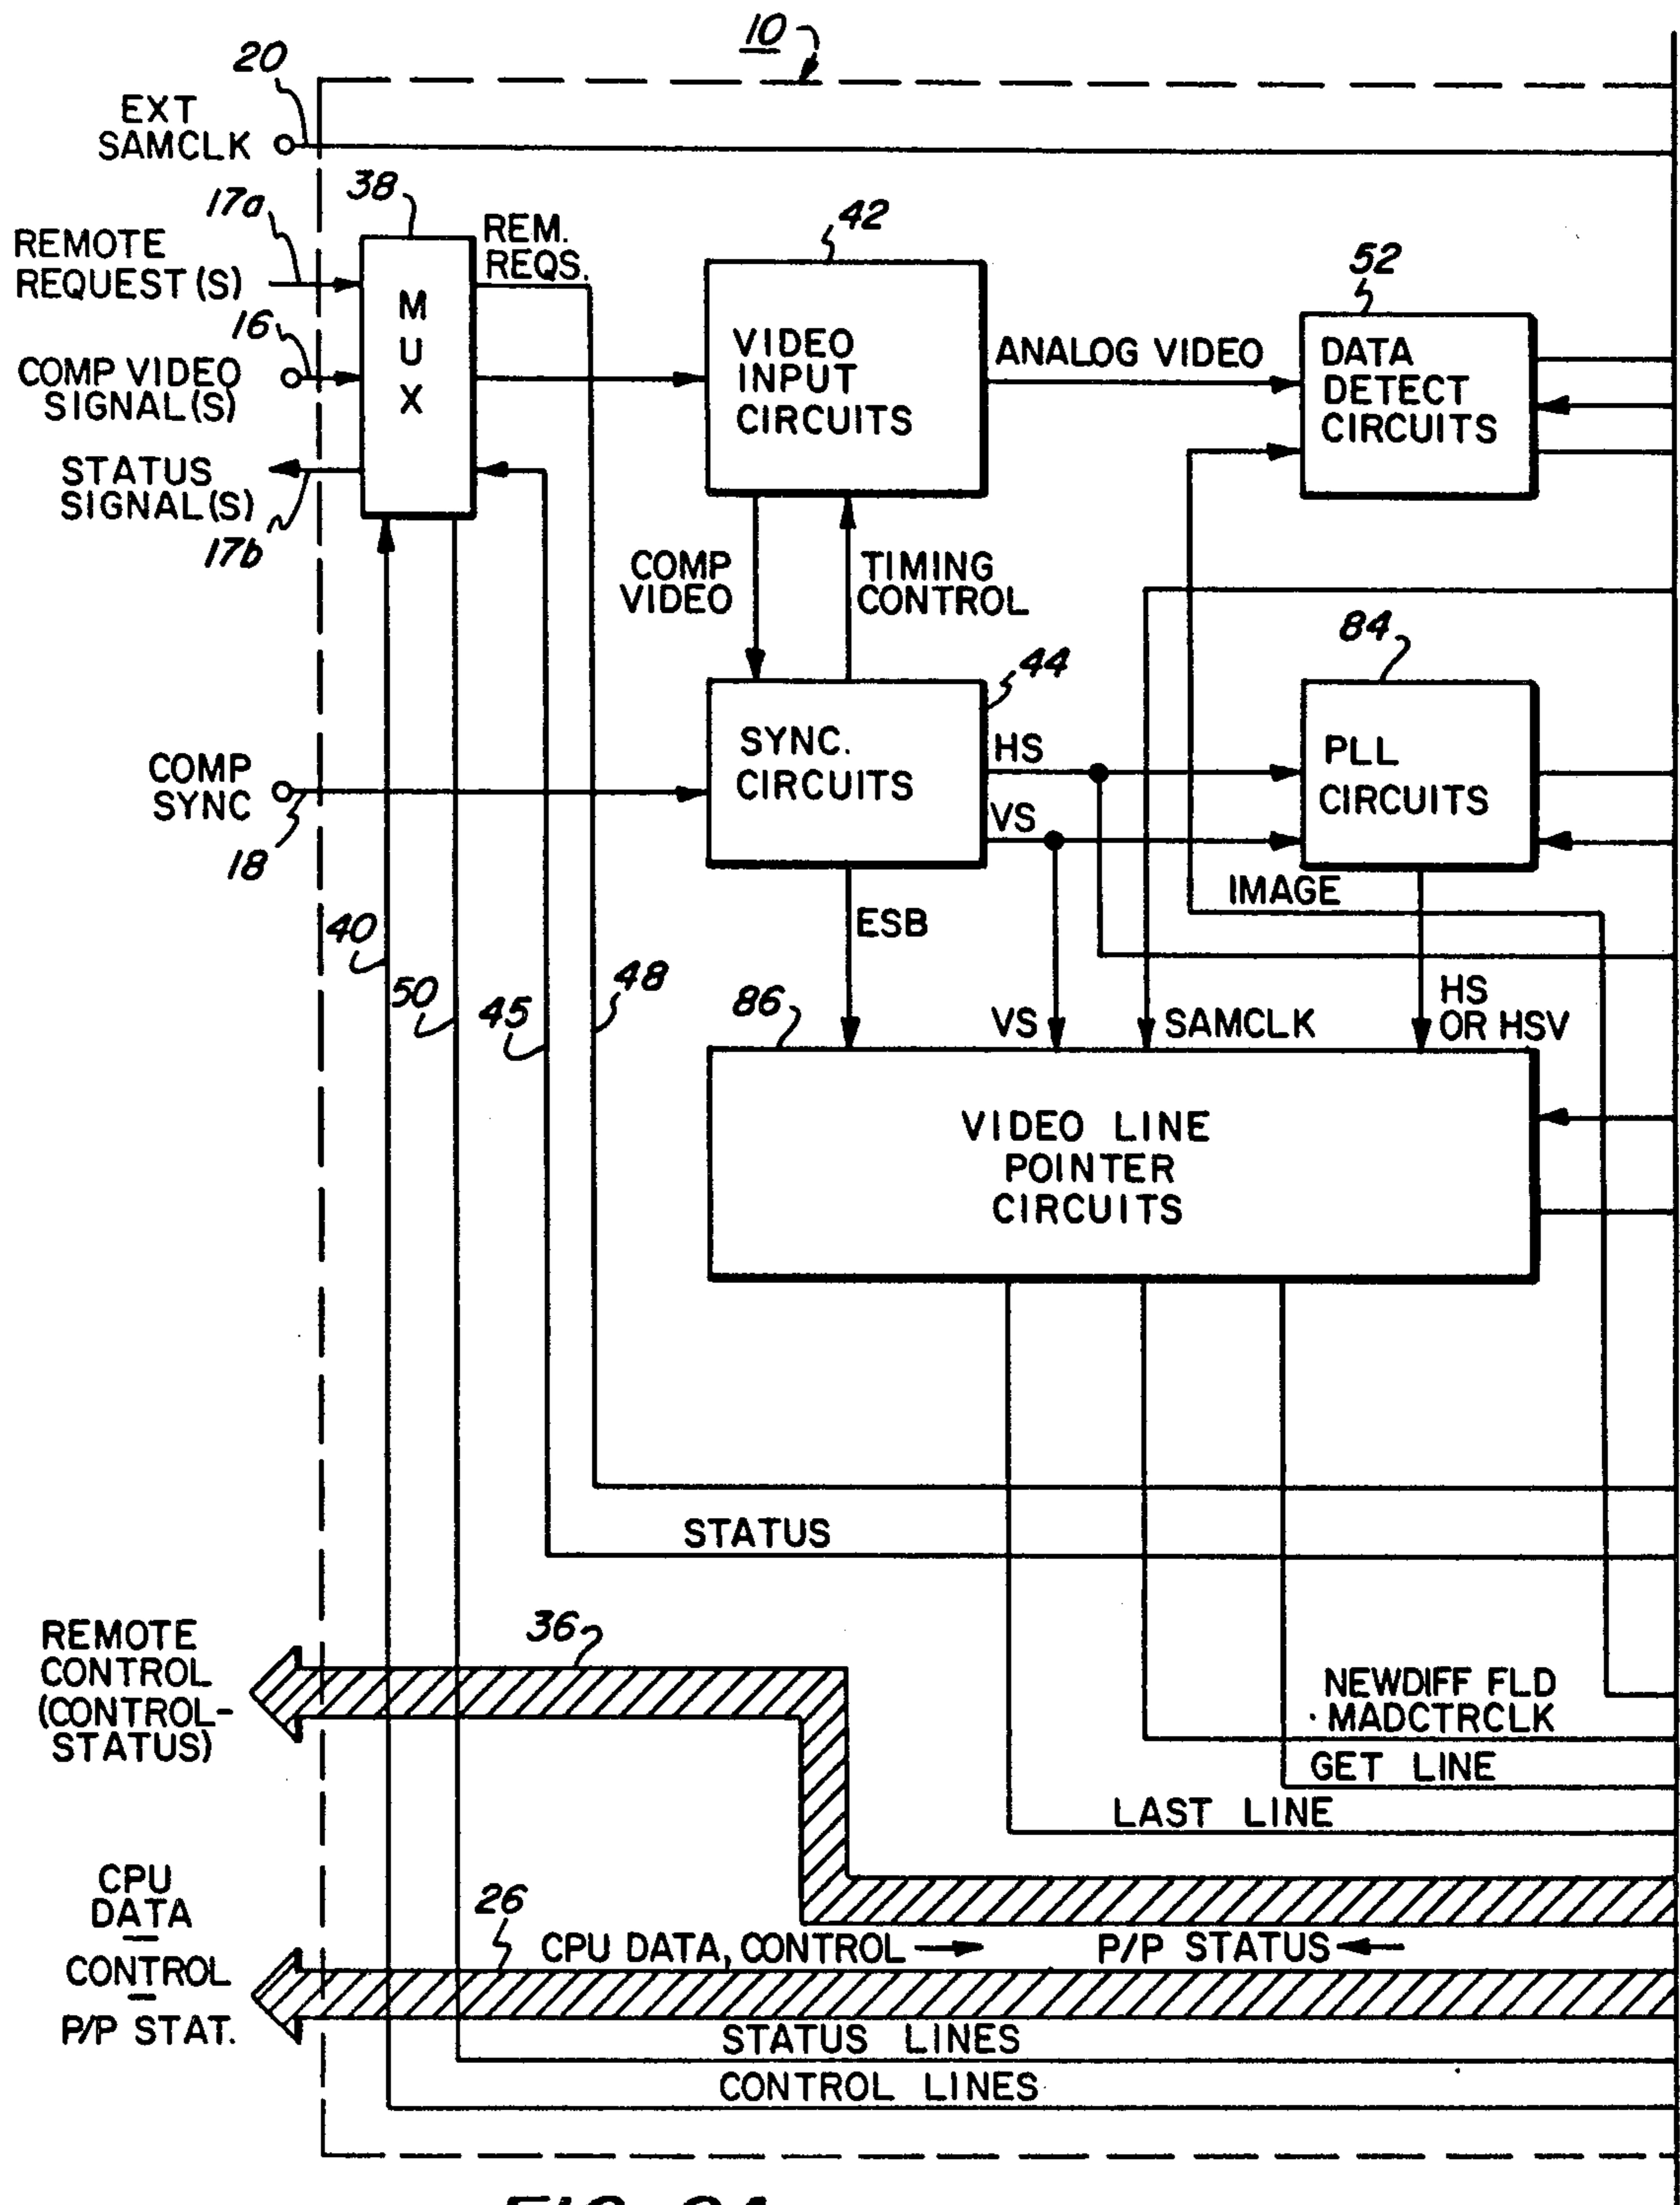 10
20
EXT
SAMCLK
17a
38
REM.
REQS.
42
52
REMOTE
REQUEST (S)
16
COMP VIDEO
SIGNAL(S)
STATUS
SIGNAL(S)
17b
M
U
X
VIDEO
INPUT
CIRCUITS
ANALOG VIDEO
DATA
DETECT
CIRCUITS
COMP
VIDEO
TIMING
CONTROL
44
84
COMP
SYNC
18
SYNC.
CIRCUITS
HS
VS
PLL
CIRCUITS
IMAGE
ESB
40
50
45
48
86
VS
SAMCLK
HS
OR HSV
VIDEO LINE
POINTER
CIRCUITS
STATUS
REMOTE
CONTROL
(CONTROL-
STATUS)
36
NEWDIFF FLD
MADCTRCLK
GET LINE
LAST LINE
CPU
DATA
CONTROL
P/P STAT.
26
CPU DATA, CONTROL
P/P STATUS
STATUS LINES
CONTROL LINES